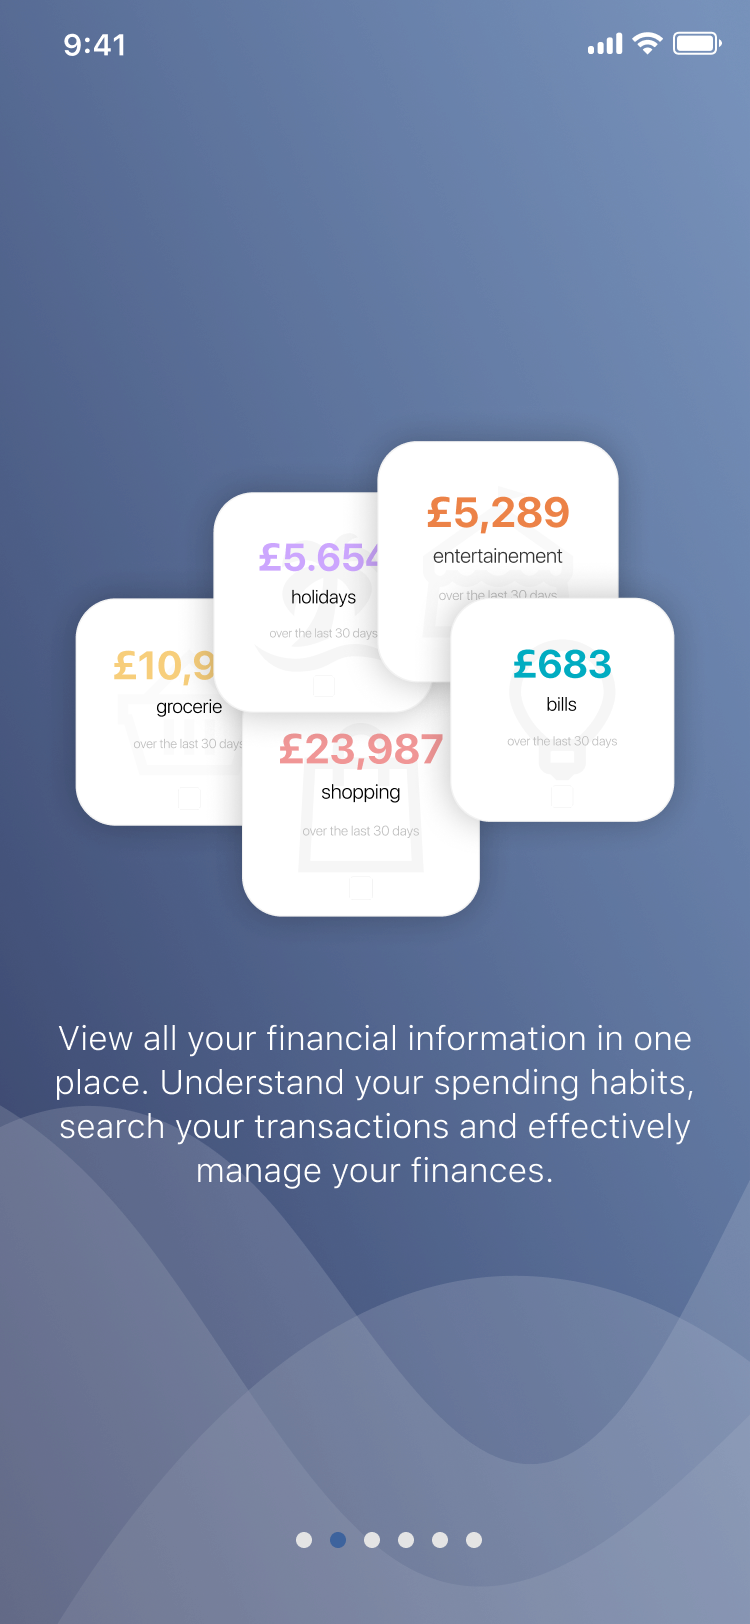 9:41
£5,289
entertainement
over the last 30 days
£5.654
holidays
over the last 30 days
£10,9
grocerie
over the last 30 days
£683
bills
over the last 30 days
£23,987
shopping
over the last 30 days
View all your financial information in one
place. Understand your spending habits,
search your transactions and effectively
manage your finances.